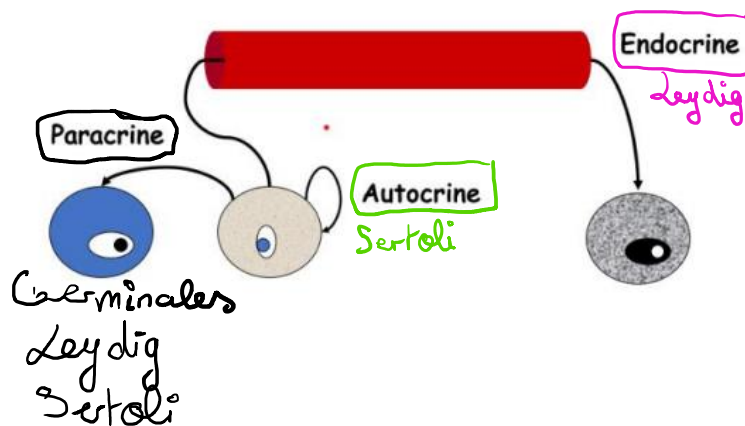 Endocrine
Leydig
Paracrine
Autocrine
Sertoli
Germinales
Leydig
Sertoli